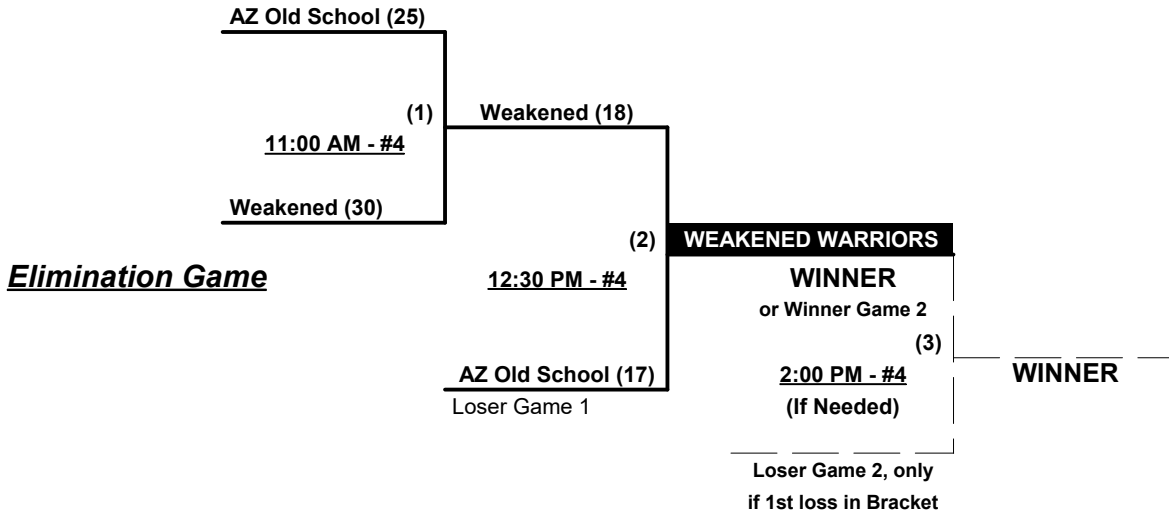 AZ Old School (25)
(1)
Weakened (18)
11:00 AM - #4
Weakened (30)
(2)
WEAKENED WARRIORS
Elimination Game
12:30 PM - #4
WINNER
or Winner Game 2
(3)
AZ Old School (17)
2:00 PM - #4
WINNER
Loser Game 1
(If Needed)
Loser Game 2, only
if 1st loss in Bracket